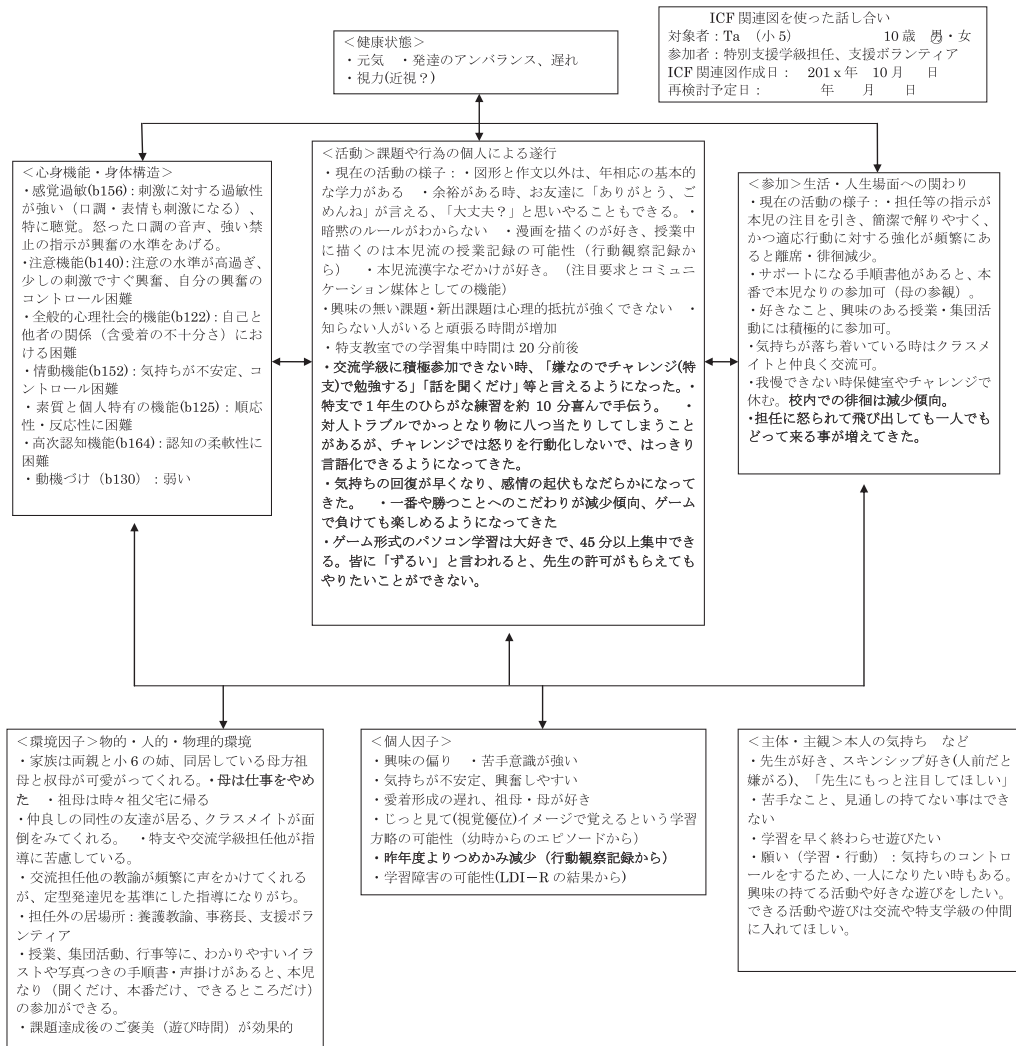 ICF 関連図を使った話し合い
対象者：Ta （小 5） 10 歳 男・女
参加者：特別支援学級担任、支援ボランティア
ICF 関連図作成日： 201ｘ年 10 月 日
再検討予定日： 年 月 日
＜健康状態＞
・元気 ・発達のアンバランス、遅れ
・視力(近視？)
＜心身機能・身体構造＞
・感覚過敏(b156)：刺激に対する過敏性
が強い（口調・表情も刺激になる）、
特に聴覚。怒った口調の音声、強い禁
止の指示が興奮の水準をあげる。
・注意機能(b140)：注意の水準が高過ぎ、
少しの刺激ですぐ興奮、自分の興奮の
コントロール困難
・全般的心理社会的機能(b122)：自己と
他者の関係（含愛着の不十分さ）にお
ける困難
・情動機能(b152)：気持ちが不安定、コ
ントロール困難
・素質と個人特有の機能(b125)：順応
性・反応性に困難
・高次認知機能(b164)：認知の柔軟性に
困難
・動機づけ（b130）：弱い
＜活動＞課題や行為の個人による遂行
・現在の活動の様子：・図形と作文以外は、年相応の基本的
な学力がある ・余裕がある時、お友達に「ありがとう、ご
めんね」が言える、「大丈夫？」と思いやることもできる。・
暗黙のルールがわからない ・漫画を描くのが好き、授業中
に描くのは本児流の授業記録の可能性（行動観察記録か
ら） ・本児流漢字なぞかけが好き。（注目要求とコミュニ
ケーション媒体としての機能）
・興味の無い課題・新出課題は心理的抵抗が強くできない ・
知らない人がいると頑張る時間が増加
・特支教室での学習集中時間は 20 分前後
・交流学級に積極参加できない時、「嫌なのでチャレンジ(特
支)で勉強する」「話を聞くだけ」等と言えるようになった。・
特支で 1 年生のひらがな練習を約 10 分喜んで手伝う。 ・
対人トラブルでかっとなり物に八つ当たりしてしまうこと
があるが、チャレンジでは怒りを行動化しないで、はっきり
言語化できるようになってきた。
・気持ちの回復が早くなり、感情の起伏もなだらかになって
きた。 ・一番や勝つことへのこだわりが減少傾向、ゲーム
で負けても楽しめるようになってきた
・ゲーム形式のパソコン学習は大好きで、45 分以上集中でき
る。皆に「ずるい」と言われると、先生の許可がもらえても
やりたいことができない。
＜参加＞生活・人生場面への関わり
・現在の活動の様子：・担任等の指示が
本児の注目を引き、簡潔で解りやすく、
かつ適応行動に対する強化が頻繁にあ
ると離席・徘徊減少。
・サポートになる手順書他があると、本
番で本児なりの参加可（母の参観）。
・好きなこと、興味のある授業・集団活
動には積極的に参加可。
・気持ちが落ち着いている時はクラスメ
イトと仲良く交流可。
・我慢できない時保健室やチャレンジで
休む。校内での徘徊は減少傾向。
・担任に怒られて飛び出しても一人でも
どって来る事が増えてきた。
＜環境因子＞物的・人的・物理的環境
・家族は両親と小 6 の姉、同居している母方祖
母と叔母が可愛がってくれる。・母は仕事をやめ
た ・祖母は時々祖父宅に帰る
・仲良しの同性の友達が居る、クラスメイトが面
倒をみてくれる。 ・特支や交流学級担任他が指
導に苦慮している。
・交流担任他の教諭が頻繁に声をかけてくれる
が、定型発達児を基準にした指導になりがち。
・担任外の居場所：養護教諭、事務長、支援ボラ
ンティア
・授業、集団活動、行事等に、わかりやすいイラ
ストや写真つきの手順書・声掛けがあると、本児
なり（聞くだけ、本番だけ、できるところだけ）
の参加ができる。
・課題達成後のご褒美（遊び時間）が効果的
＜個人因子＞
・興味の偏り ・苦手意識が強い
・気持ちが不安定、興奮しやすい
・愛着形成の遅れ、祖母・母が好き
・じっと見て(視覚優位)イメージで覚えるという学習
方略の可能性（幼時からのエピソードから）
・昨年度よりつめかみ減少（行動観察記録から）
・学習障害の可能性(LDI－R の結果から)
＜主体・主観＞本人の気持ち など
・先生が好き、スキンシップ好き(人前だと
嫌がる)、「先生にもっと注目してほしい」
・苦手なこと、見通しの持てない事はでき
ない
・学習を早く終わらせ遊びたい
・願い（学習・行動）：気持ちのコントロ
ールをするため、一人になりたい時もある。
興味の持てる活動や好きな遊びをしたい。
できる活動や遊びは交流や特支学級の仲間
に入れてほしい。